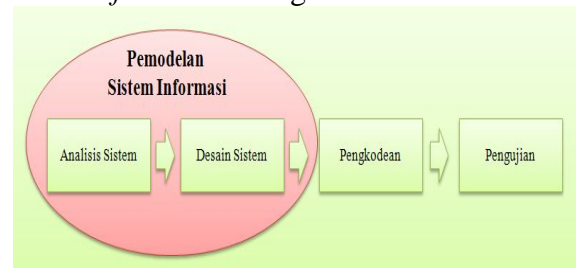 Pemodelan
Sistem Informasi
Analisis Sistem
Desain Sistem
Pengkodean
Pengujian